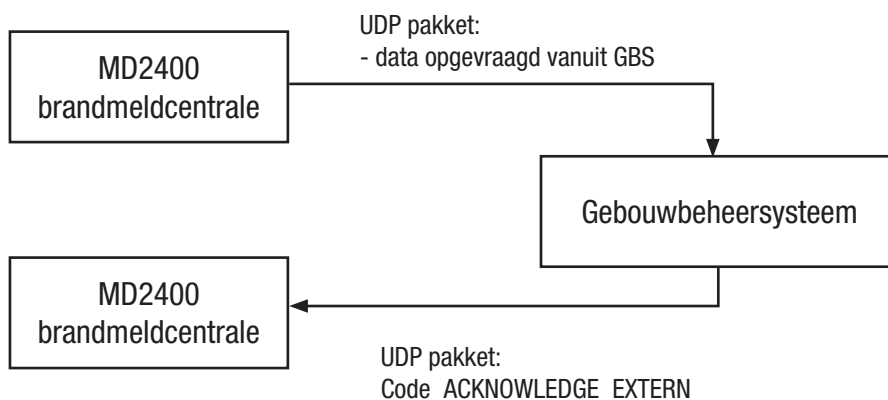 UDP pakket:
- data opgevraagd vanuit GBS
MD2400
brandmeldcentrale
Gebouwbeheersysteem
MD2400
brandmeldcentrale
UDP pakket:
Code ACKNOWLEDGE EXTERN